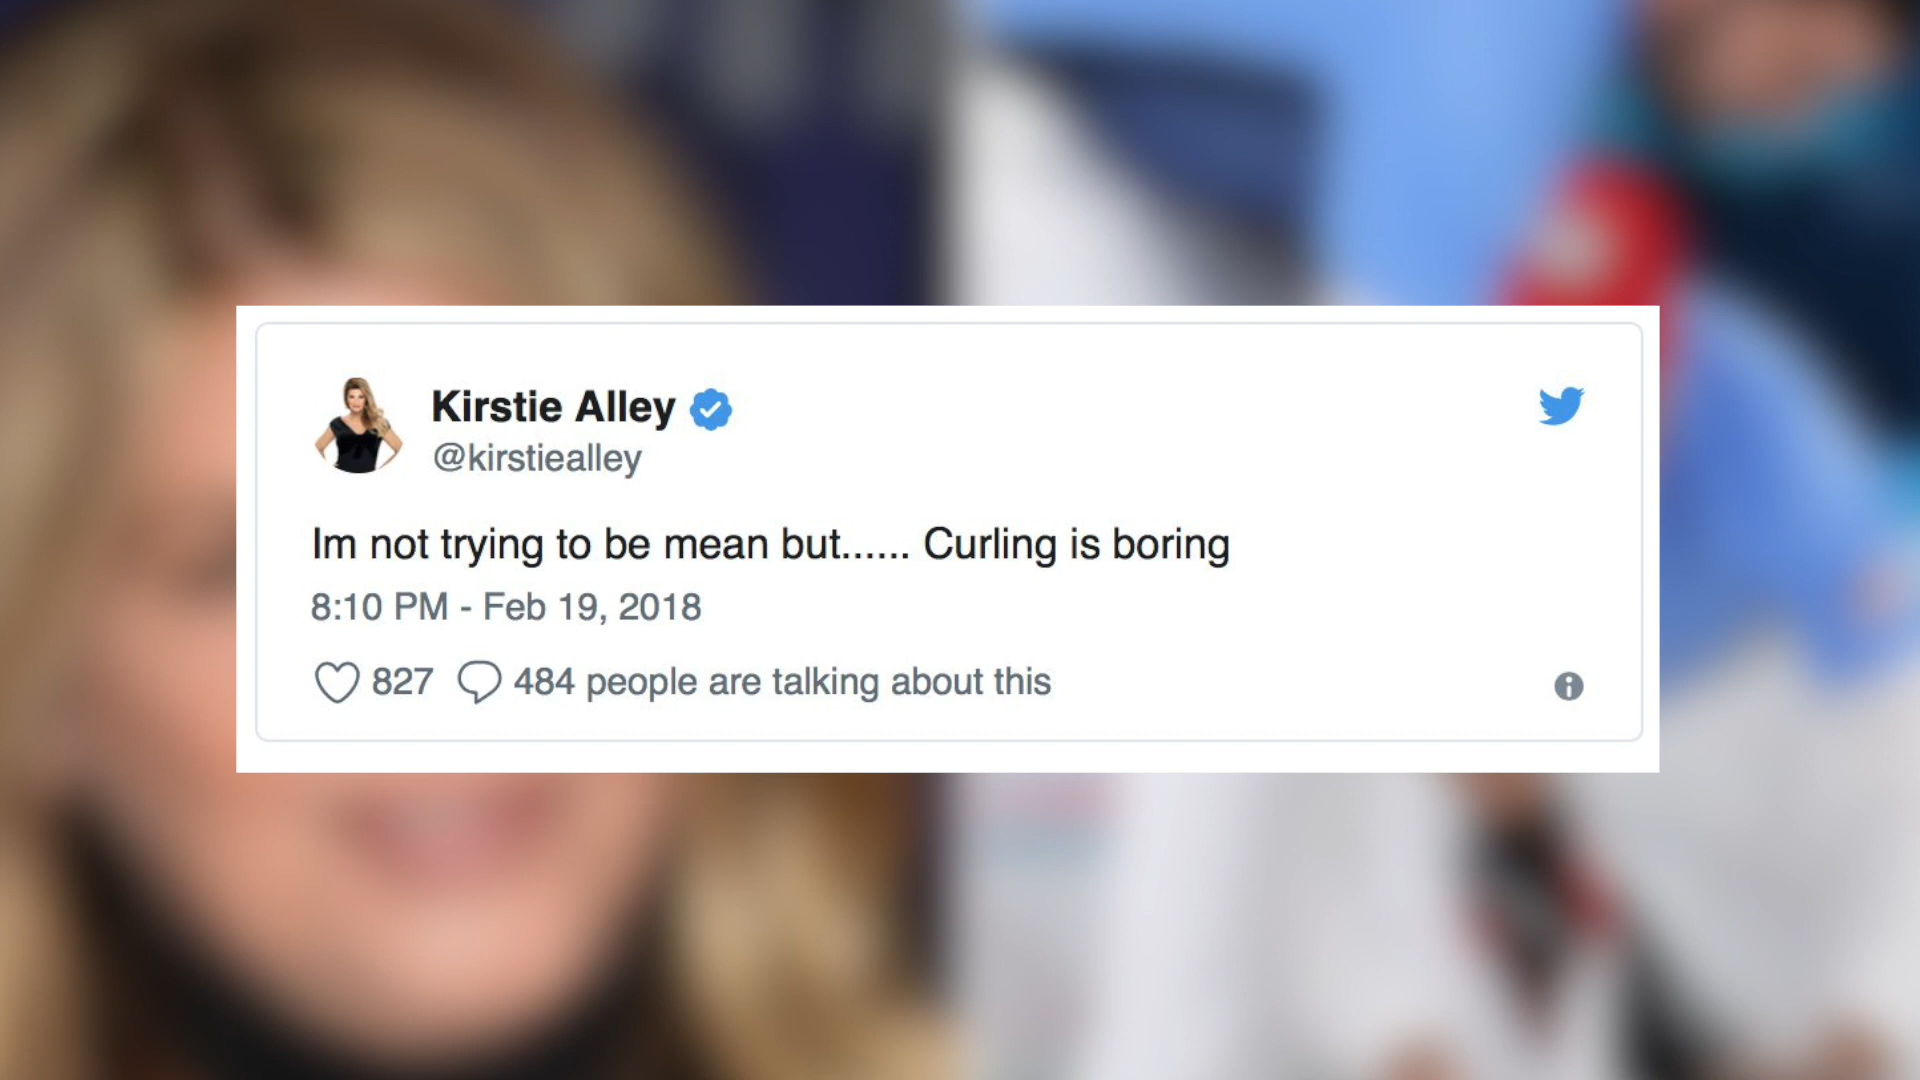 Kirstie Alley
@kirstiealley
Im not trying to be mean but...... Curling is boring
8:10 PM - Feb 19, 2018
827 484 people are talking about this